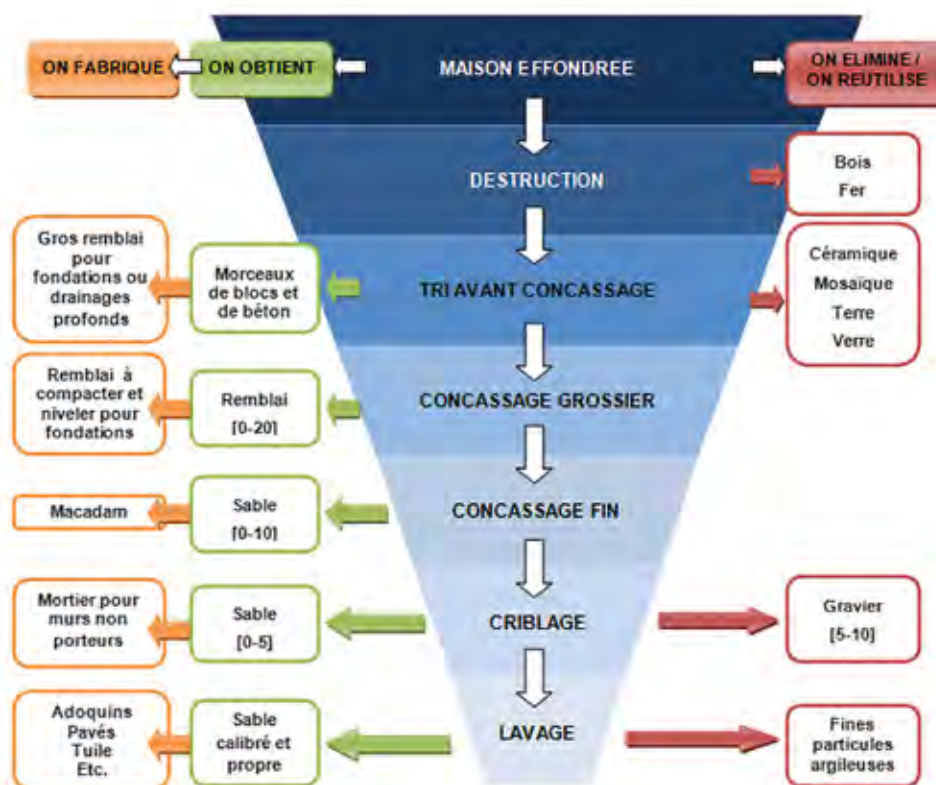 ON FABRIQUE
ON OBTIENT
MAISON EFFONDREE
ON ELIMINE /
ON REUTILISE
DESTRUCTION
Bois
Fer
Gros remblai
pour
fondations ou
drainages
profonds
Morceaux
de blocs et
de béton
TRI AVANT CONCASSAGE
Céramique
Mosaïque
Terre
Verre
Remblai à
compacter et
niveler pour
fondations
Remblai
[0-20]
CONCASSAGE GROSSIER
Macadam
Sable
[0-10]
CONCASSAGE FIN
Mortier pour
murs non
porteurs
Sable
[0-5]
CRIBLAGE
Gravier
[5-10]
Adoquins
Pavés
Tuile
Etc.
Sable
calibré et
propre
LAVAGE
Fines
particules
argileuses